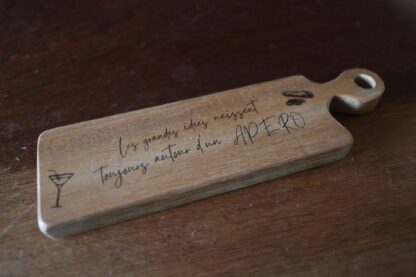 Les grandes idées naissent
toujours autour d'un APERO